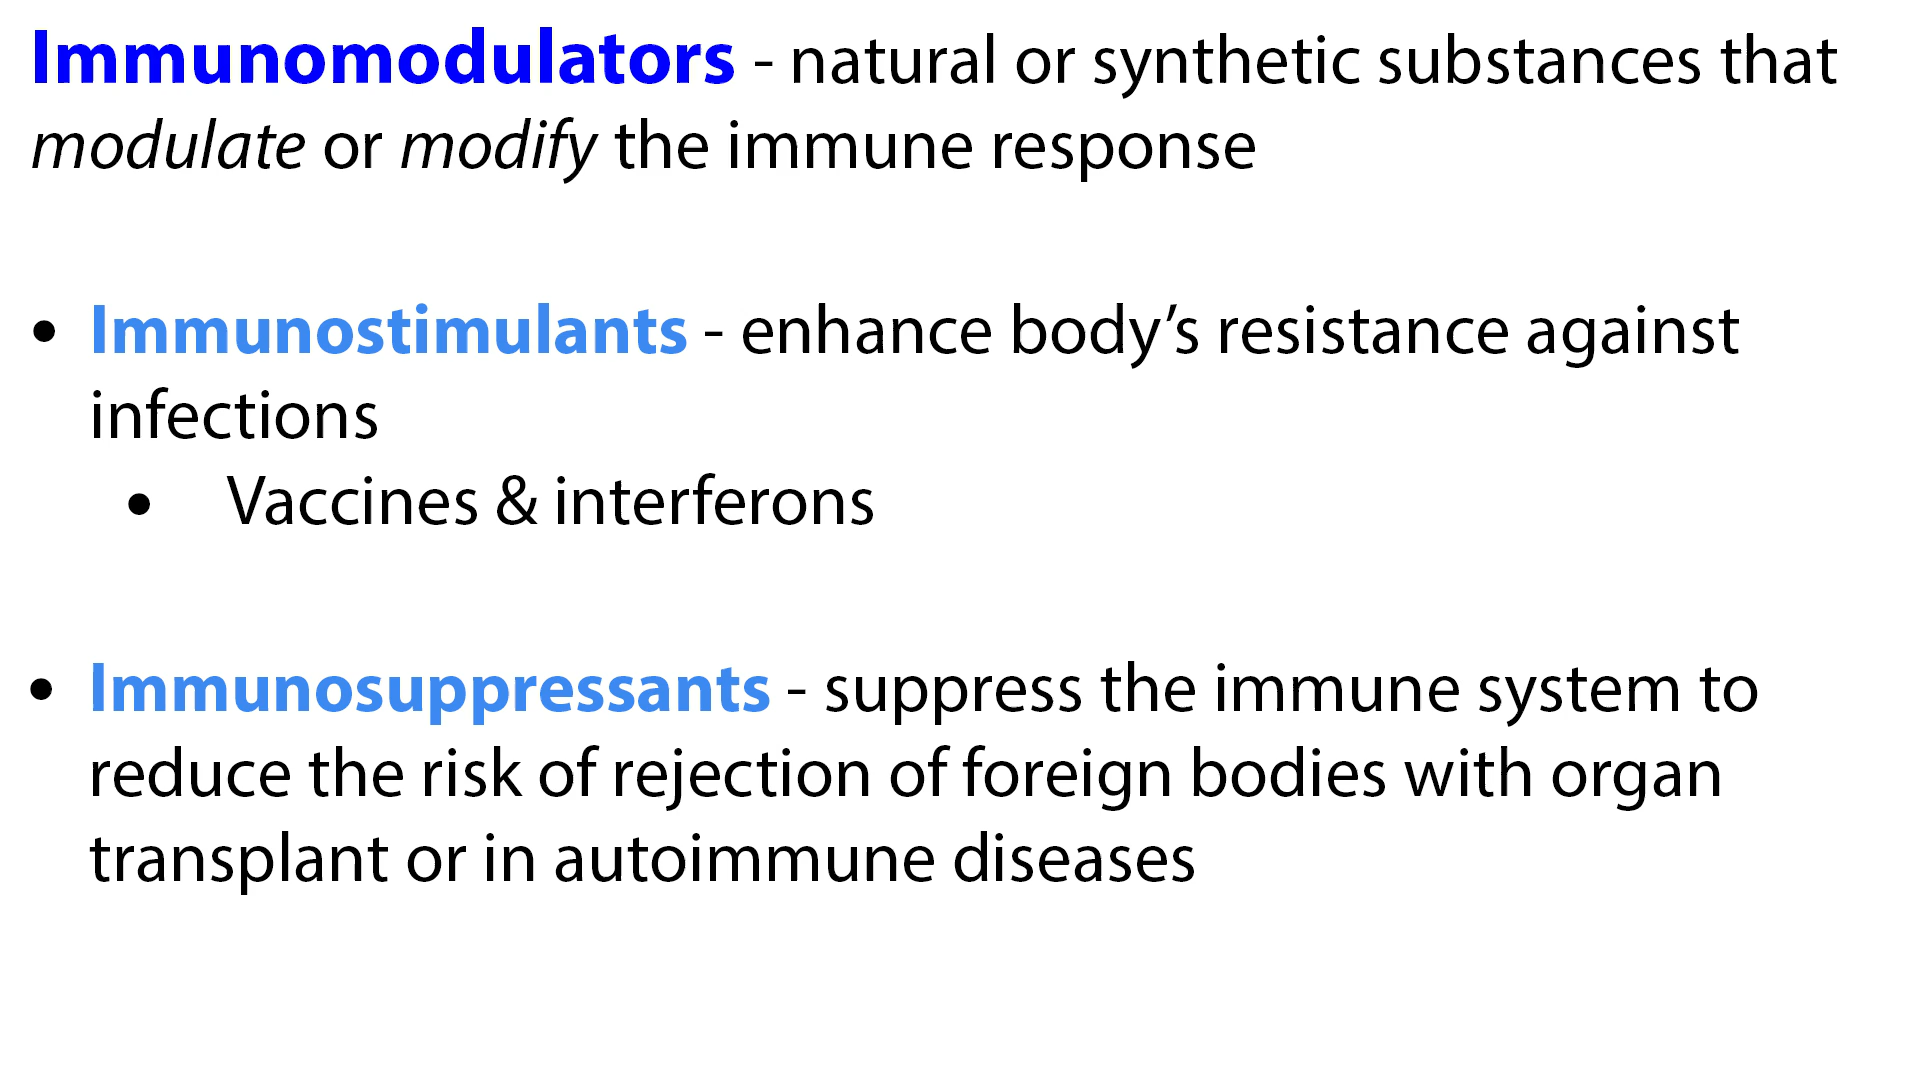 Immunomodulators - natural or synthetic substances that
modulate or modify the immune response
• Immunostimulants - enhance body’s resistance against
infections
• Vaccines & interferons
• Immunosuppressants - suppress the immune system to
reduce the risk of rejection of foreign bodies with organ
transplant or in autoimmune diseases